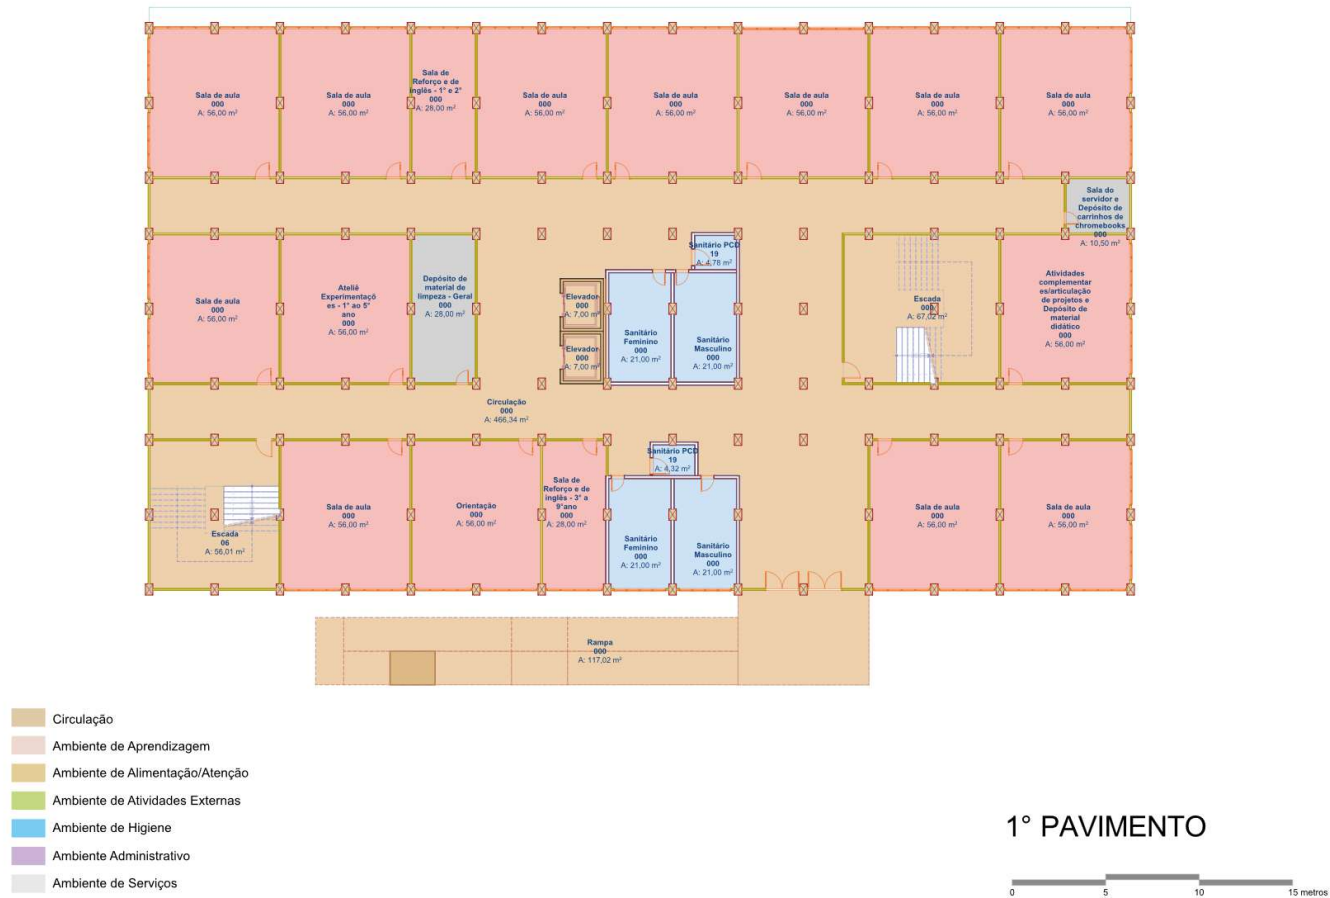 Sala de aula
000
A: 56,00 m²
Sala de aula
000
A: 56,00 m²
Sala de
Reforço e de
inglês - 1° e 2°
000
A: 28,00 m²
Sala de aula
000
A: 56,00 m²
Sala de aula
000
A: 56,00 m²
Sala de aula
000
A: 56,00 m²
Sala de aula
000
A: 56,00 m²
Sala de aula
000
A: 56,00 m²
Sala do
servidor e
Depósito de
carrinhos de
chromebooks
000
A: 10,50 m²
Sala de aula
000
A: 56,00 m²
Ateliê
Experimentaçõ
es - 1° ao 5°
ano
000
A: 56,00 m²
Depósito de
material de
limpeza - Geral
000
A: 28,00 m²
Elevador
000
A: 7,00 m²
Elevador
000
A: 7,00 m²
Sanitário PCD
19
A: 4,78 m²
Sanitário
Feminino
000
A: 21,00 m²
Sanitário
Masculino
000
A: 21,00 m²
Escada
005
A: 67,02 m²
Atividades
complementar
es/articulação
de projetos e
Depósito de
material
didático
000
A: 56,00 m²
Circulação
000
A: 466,34 m²
Escada
06
A: 56,01 m²
Sala de aula
000
A: 56,00 m²
Orientação
000
A: 56,00 m²
Sala de
Reforço e de
inglês - 3° a
9°ano
000
A: 28,00 m²
Sanitário PCD
19
A: 4,32 m²
Sanitário
Feminino
000
A: 21,00 m²
Sanitário
Masculino
000
A: 21,00 m²
Sala de aula
000
A: 56,00 m²
Sala de aula
000
A: 56,00 m²
Rampa
000
A: 117,02 m²
Circulação
Ambiente de Aprendizagem
Ambiente de Alimentação/Atenção
Ambiente de Atividades Externas
Ambiente de Higiene
Ambiente Administrativo
Ambiente de Serviços
1° PAVIMENTO
0 5 10 15 metros